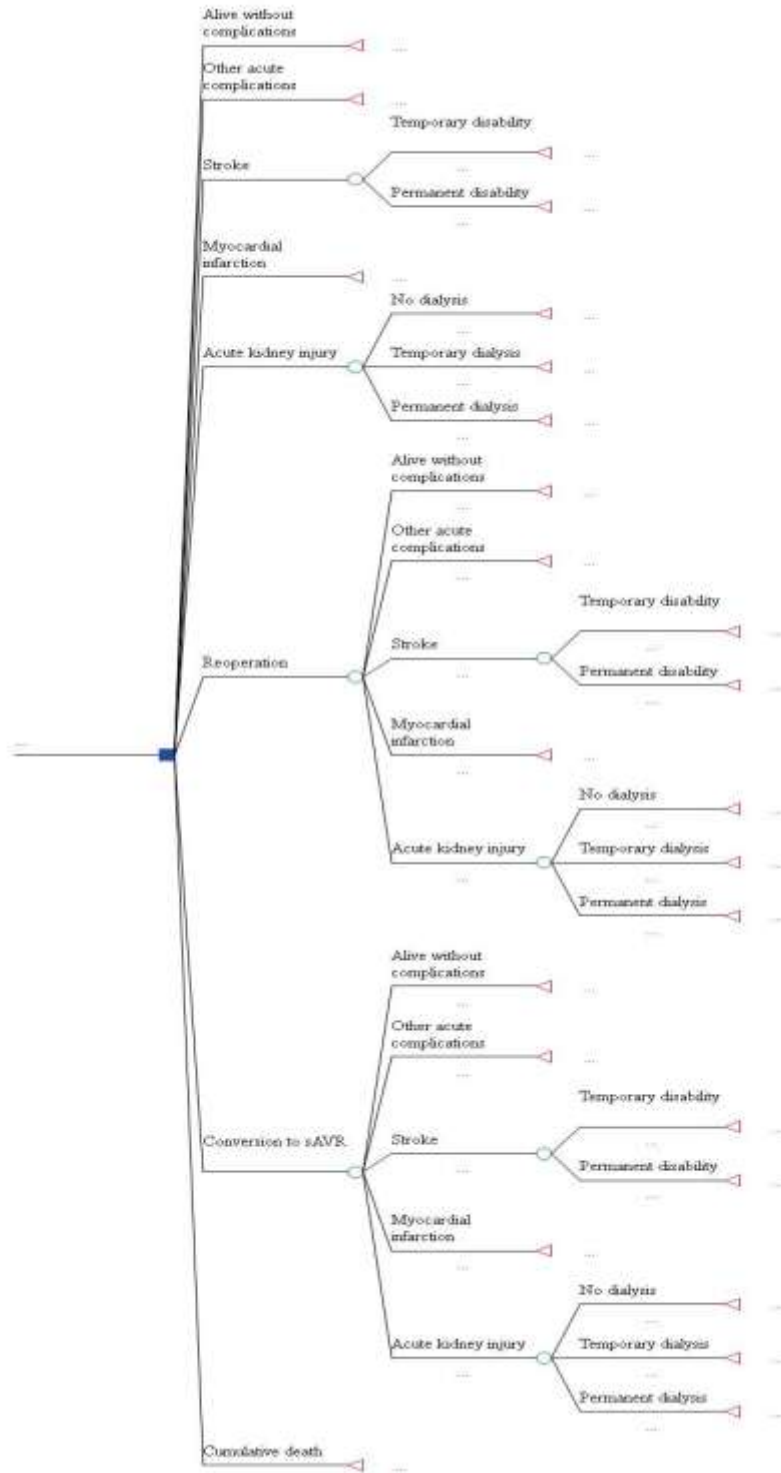 Alive without
complications
...
Other acute
complications
...
Temporary disability
...
...
Stroke
Permanent disability
...
...
Myocardial
infarction
...
No dialysis
...
...
Acute kidney injury
Temporary dialysis
...
...
Permanent dialysis
...
...
Alive without
complications
...
...
Other acute
complications
...
...
Temporary disability
...
...
Reoperation
Stroke
...
Permanent disability
...
...
Myocardial
infarction
...
...
...
No dialysis
...
...
Acute kidney injury
...
Temporary dialysis
...
...
Permanent dialysis
...
...
Alive without
complications
...
...
Other acute
complications
...
...
Temporary disability
...
...
Conversion to sAVR
Stroke
...
Permanent disability
...
...
Myocardial
infarction
...
...
No dialysis
...
...
Acute kidney injury
...
Temporary dialysis
...
...
Permanent dialysis
...
...
Cumulative death
...